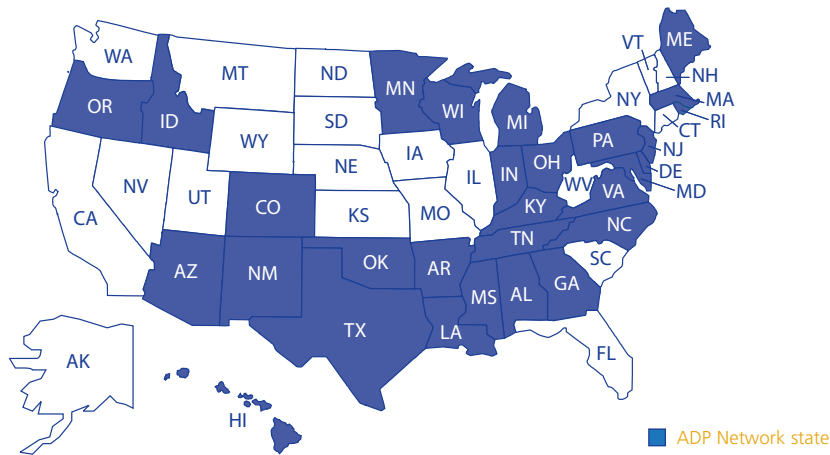 WA
MT
ND
MN
VT
ME
NH
OR
ID
WY
SD
WI
MI
NY
MA
RI
CT
NV
UT
NE
IA
IL
IN
OH
PA
NJ
DE
MD
CA
CO
KS
MO
WV
VA
KY
AZ
NM
OK
AR
TN
NC
SC
TX
LA
MS
AL
GA
FL
AK
HI
ADP Network state